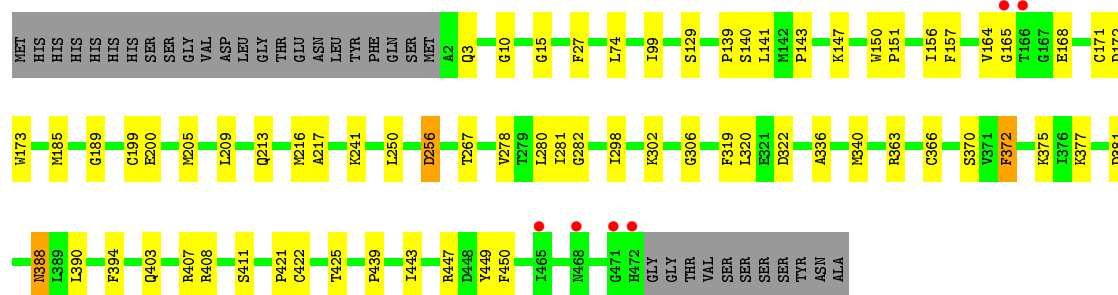 MET HIS HIS HIS HIS HIS HIS SER SER GLY VAL ASP LEU GLY THR GLU ASN LEU TYR PHE GLN SER MET A2 Q3 G10 G15 F27 L74 I99 S129 P139 S140 L141 M142 P143 K147 W150 P151 I156 F157 V164 G165 T166 G167 E168 C171
W173 M185 G189 C199 E200 M205 L209 Q213 M216 A217 K241 L250 D256 T267 V278 T279 L280 I281 G282 I298 K302 G306 F319 L320 E321 D322 A336 M340 R363 C366 S370 V371 F372 K375 I376 K377
N388 L389 L390 F394 Q403 R407 R408 S411 P421 C422 T425 P439 I443 R447 D448 Y449 F450 I465 N468 G471 H472 GLY GLY THR VAL SER SER SER SER TYR ASN ALA